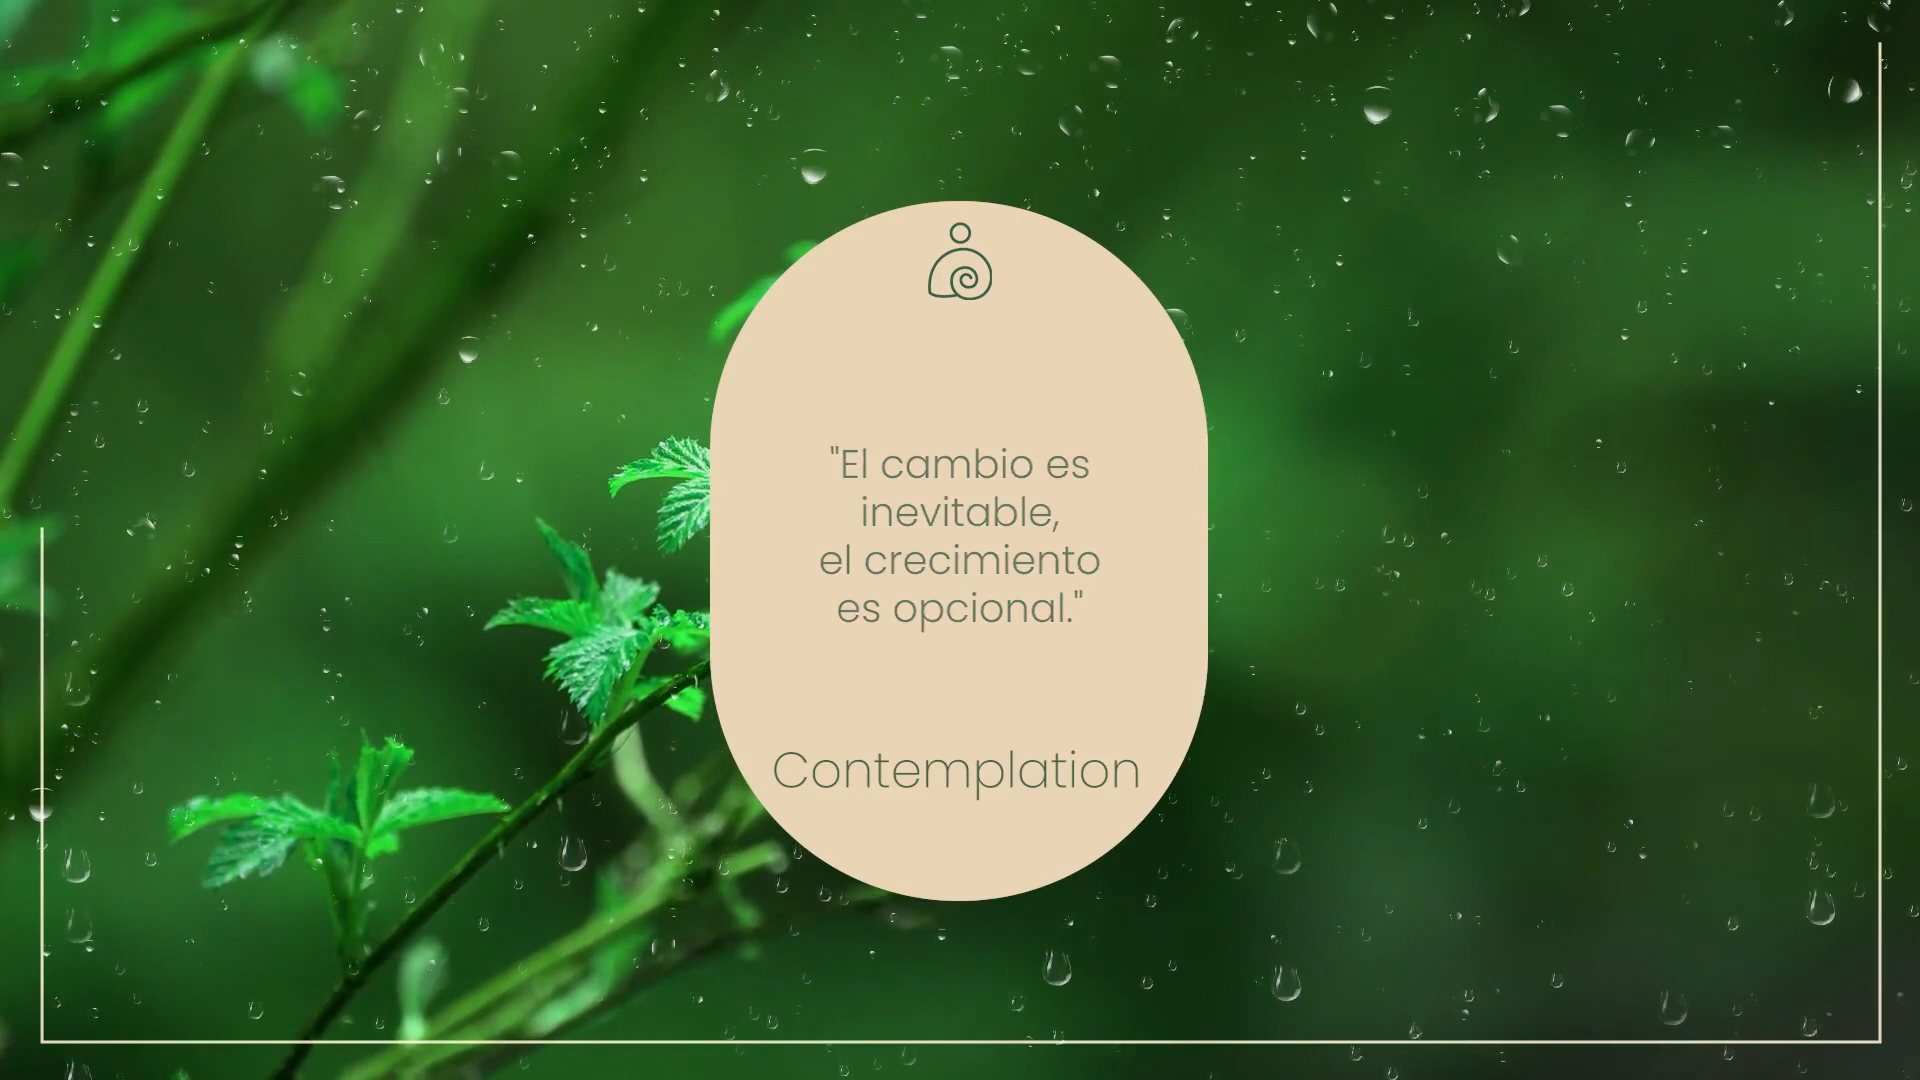 "El cambio es
inevitable,
el crecimiento
es opcional."
Contemplation